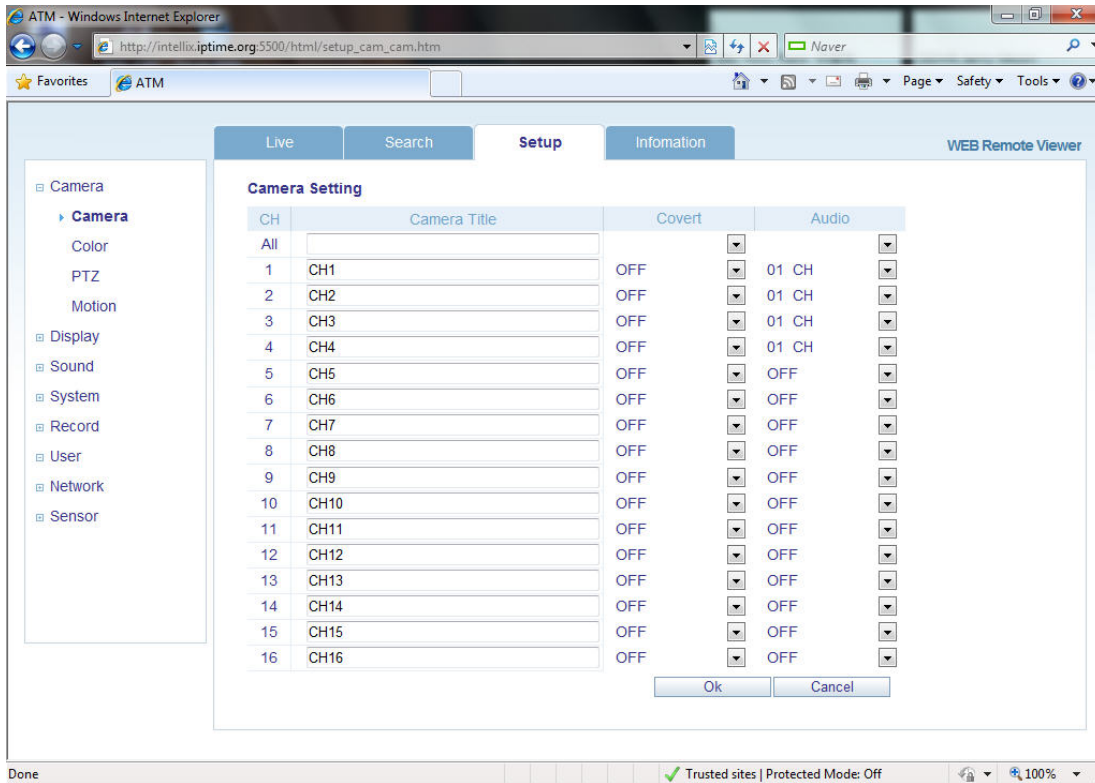 ATM - Windows Internet Explorer
http://intellix.iptime.org:5500/html/setup_cam_cam.htm
Naver
Favorites ATM Page Safety Tools
Live Search Setup Infomation WEB Remote Viewer
Camera
Camera
Color
PTZ
Motion
Display
Sound
System
Record
User
Network
Sensor
Camera Setting
CH Camera Title Covert Audio
All
1 CH1 OFF 01 CH
2 CH2 OFF 01 CH
3 CH3 OFF 01 CH
4 CH4 OFF 01 CH
5 CH5 OFF OFF
6 CH6 OFF OFF
7 CH7 OFF OFF
8 CH8 OFF OFF
9 CH9 OFF OFF
10 CH10 OFF OFF
11 CH11 OFF OFF
12 CH12 OFF OFF
13 CH13 OFF OFF
14 CH14 OFF OFF
15 CH15 OFF OFF
16 CH16 OFF OFF
Ok Cancel
Done Trusted sites | Protected Mode: Off 100%